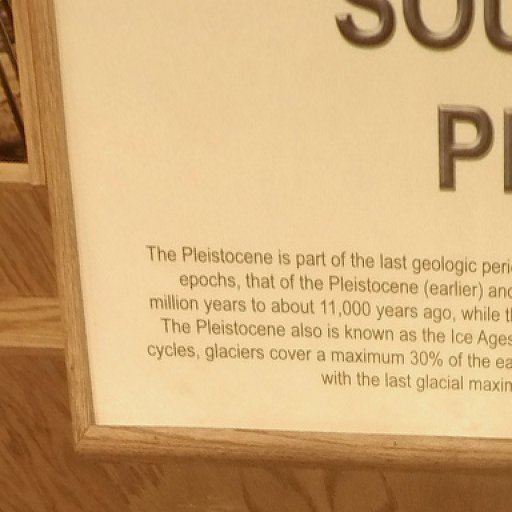 SOU
P
The Pleistocene is part of the last geologic peri
epochs, that of the Pleistocene (earlier) and
million years to about 11,000 years ago, while t
The Pleistocene also is known as the Ice Ages
cycles, glaciers cover a maximum 30% of the ea
with the last glacial maxim